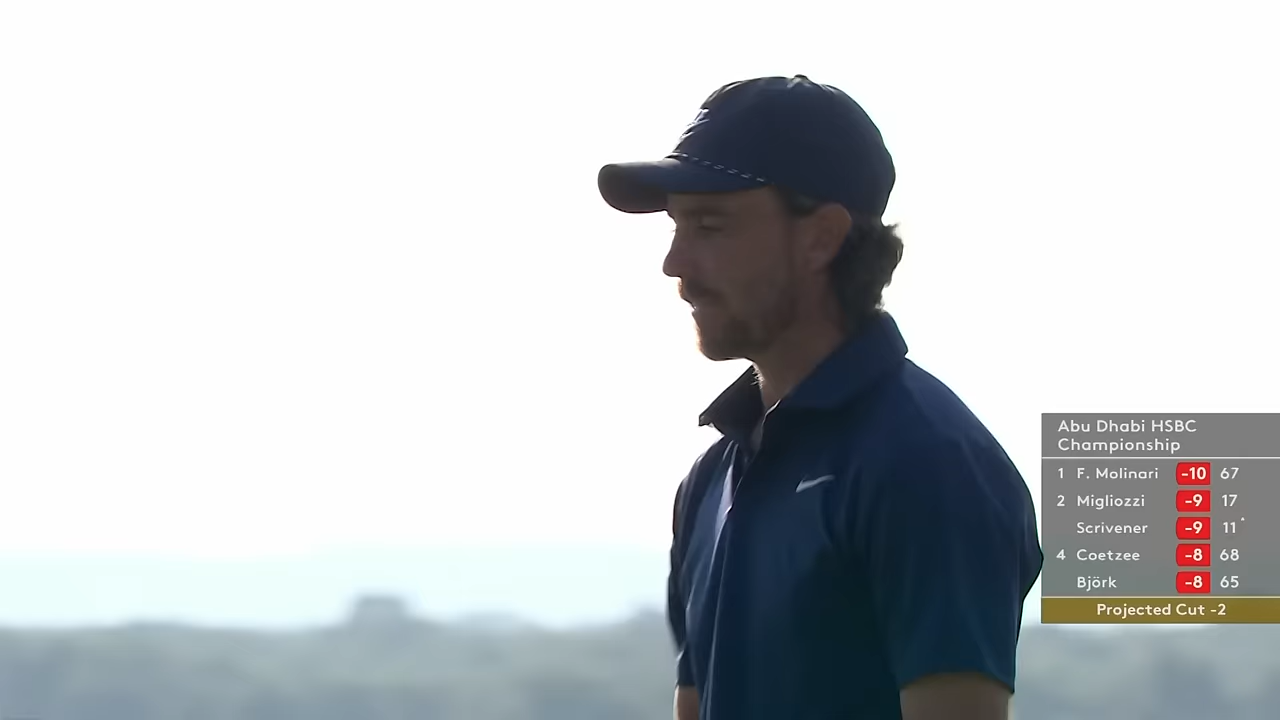 Abu Dhabi HSBC
Championship
1 F. Molinari -10 67
2 Migliozzi -9 17
Scrivener -9 11*
4 Coetzee -8 68
Björk -8 65
Projected Cut -2